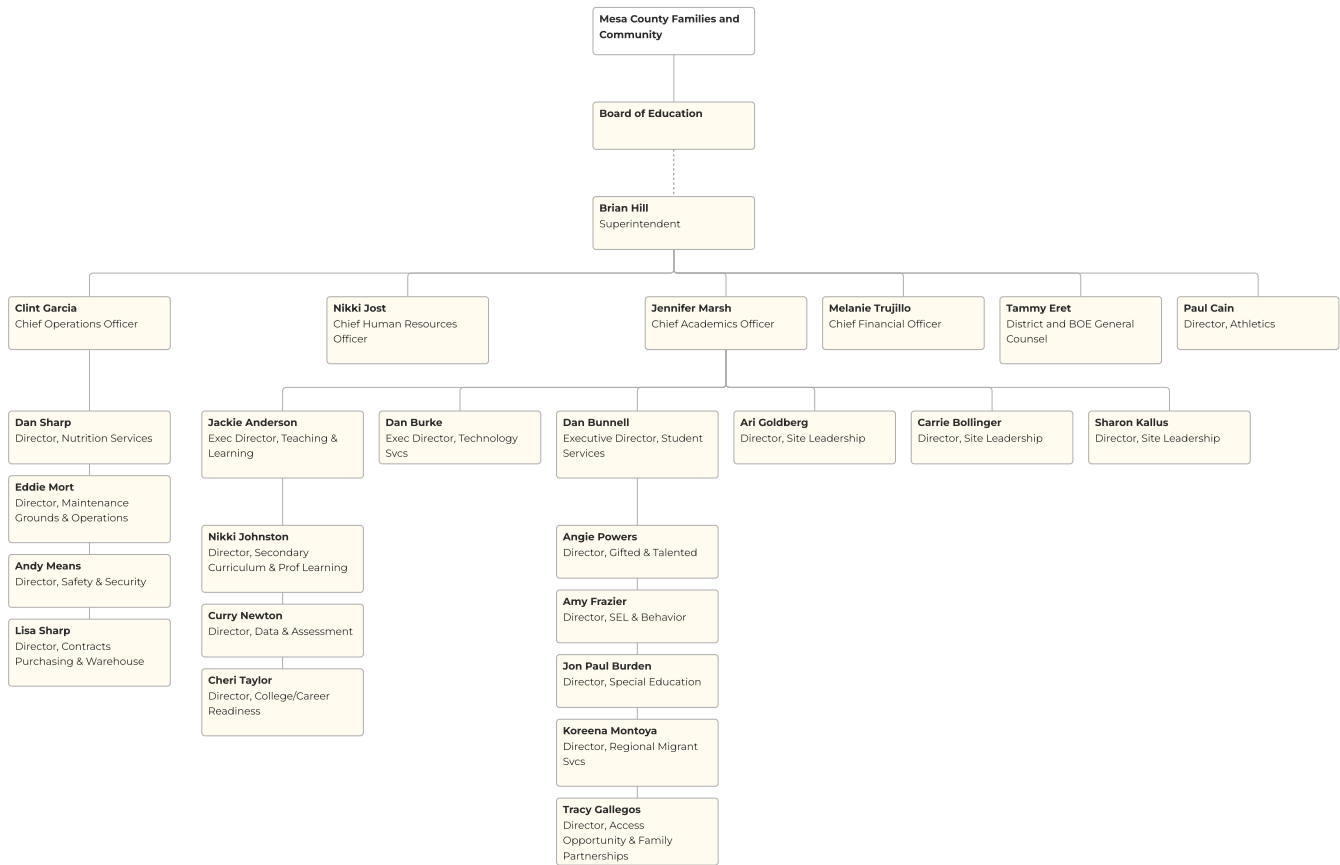 Mesa County Families and
Community
Board of Education
Brian Hill
Superintendent
Clint Garcia
Chief Operations Officer
Nikki Jost
Chief Human Resources
Officer
Jennifer Marsh
Chief Academics Officer
Melanie Trujillo
Chief Financial Officer
Tammy Eret
District and BOE General
Counsel
Paul Cain
Director, Athletics
Dan Sharp
Director, Nutrition Services
Eddie Mort
Director, Maintenance
Grounds & Operations
Andy Means
Director, Safety & Security
Lisa Sharp
Director, Contracts
Purchasing & Warehouse
Jackie Anderson
Exec Director, Teaching &
Learning
Nikki Johnston
Director, Secondary
Curriculum & Prof Learning
Curry Newton
Director, Data & Assessment
Cheri Taylor
Director, College/Career
Readiness
Dan Burke
Exec Director, Technology
Svcs
Dan Bunnell
Executive Director, Student
Services
Angie Powers
Director, Gifted & Talented
Amy Frazier
Director, SEL & Behavior
Jon Paul Burden
Director, Special Education
Koreena Montoya
Director, Regional Migrant
Svcs
Tracy Gallegos
Director, Access
Opportunity & Family
Partnerships
Ari Goldberg
Director, Site Leadership
Carrie Bollinger
Director, Site Leadership
Sharon Kallus
Director, Site Leadership